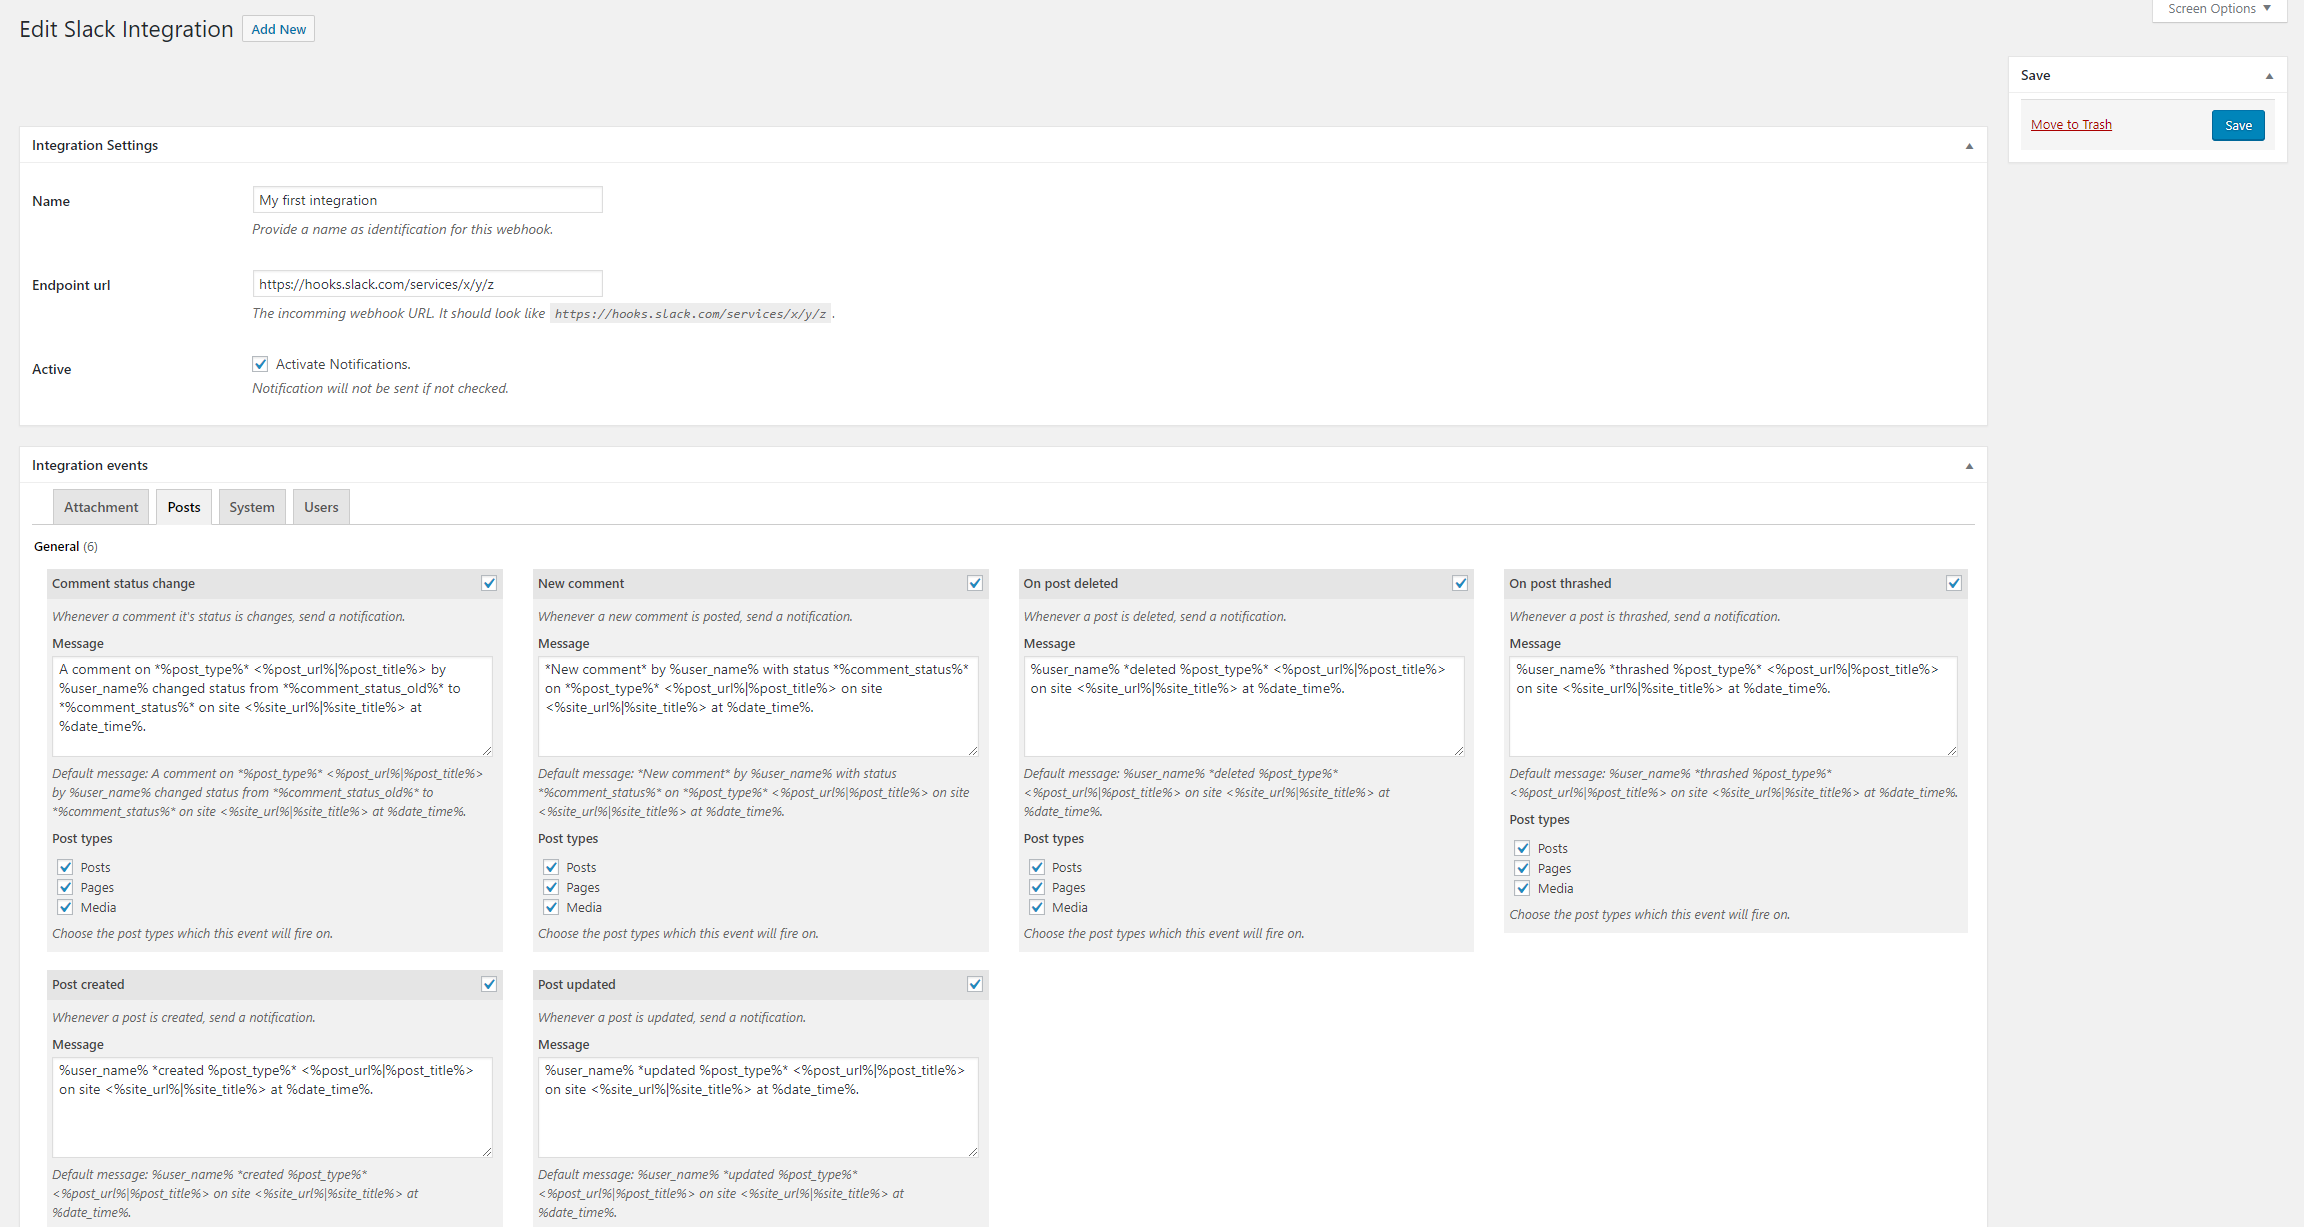 Edit Slack Integration
Add New
Screen Options
Save
Move to Trash
Save
Integration Settings
Name
My first integration
Provide a name as identification for this webhook.
Endpoint url
https://hooks.slack.com/services/x/y/z
The incomming webhook URL. It should look like https://hooks.slack.com/services/x/y/z .
Active
Activate Notifications.
Notification will not be sent if not checked.
Integration events
Attachment
Posts
System
Users
General (6)
Comment status change
Whenever a comment it's status is changes, send a notification.
Message
A comment on *%post_type%* <%post_url%|%post_title%> by
%user_name% changed status from *%comment_status_old%* to
*%comment_status%* on site <%site_url%|%site_title%> at
%date_time%.
Default message: A comment on *%post_type%* <%post_url%|%post_title%>
by %user_name% changed status from *%comment_status_old%* to
*%comment_status%* on site <%site_url%|%site_title%> at %date_time%.
Post types
Posts
Pages
Media
Choose the post types which this event will fire on.
New comment
Whenever a new comment is posted, send a notification.
Message
*New comment* by %user_name% with status *%comment_status%*
on *%post_type%* <%post_url%|%post_title%> on site
<%site_url%|%site_title%> at %date_time%.
Default message: *New comment* by %user_name% with status
*%comment_status%* on *%post_type%* <%post_url%|%post_title%> on site
<%site_url%|%site_title%> at %date_time%.
Post types
Posts
Pages
Media
Choose the post types which this event will fire on.
On post deleted
Whenever a post is deleted, send a notification.
Message
%user_name% *deleted %post_type%* <%post_url%|%post_title%>
on site <%site_url%|%site_title%> at %date_time%.
Default message: %user_name% *deleted %post_type%*
<%post_url%|%post_title%> on site <%site_url%|%site_title%> at
%date_time%.
Post types
Posts
Pages
Media
Choose the post types which this event will fire on.
On post thrashed
Whenever a post is thrashed, send a notification.
Message
%user_name% *thrashed %post_type%* <%post_url%|%post_title%>
on site <%site_url%|%site_title%> at %date_time%.
Default message: %user_name% *thrashed %post_type%*
<%post_url%|%post_title%> on site <%site_url%|%site_title%> at %date_time%.
Post types
Posts
Pages
Media
Choose the post types which this event will fire on.
Post created
Whenever a post is created, send a notification.
Message
%user_name% *created %post_type%* <%post_url%|%post_title%>
on site <%site_url%|%site_title%> at %date_time%.
Default message: %user_name% *created %post_type%*
<%post_url%|%post_title%> on site <%site_url%|%site_title%> at
%date_time%.
Post updated
Whenever a post is updated, send a notification.
Message
%user_name% *updated %post_type%* <%post_url%|%post_title%>
on site <%site_url%|%site_title%> at %date_time%.
Default message: %user_name% *updated %post_type%*
<%post_url%|%post_title%> on site <%site_url%|%site_title%> at
%date_time%.